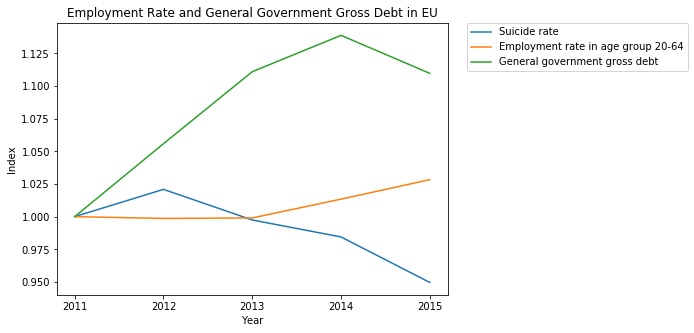 Employment Rate and General Government Gross Debt in EU
Suicide rate
Employment rate in age group 20-64
General government gross debt
Index
1.125
1.100
1.075
1.050
1.025
1.000
0.975
0.950
2011 2012 2013 2014 2015
Year